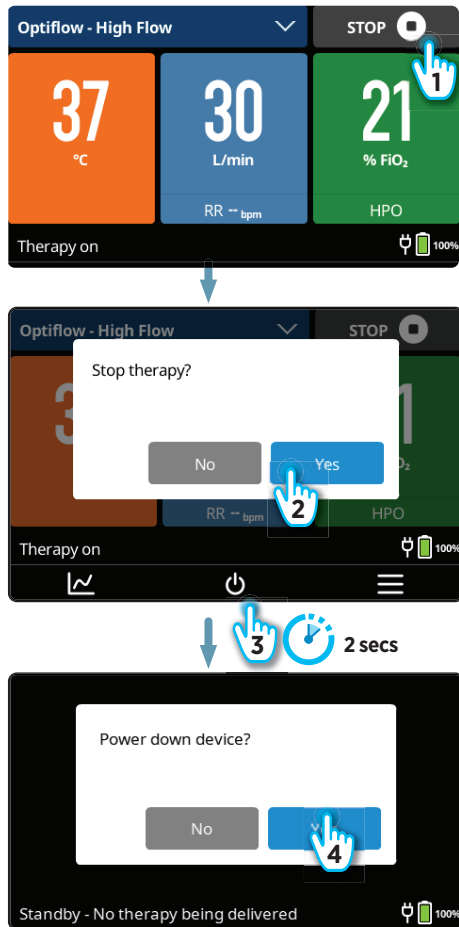 Optiflow - High Flow STOP
1
37 30 21
°C L/min % FiO₂
RR -- bpm HPO
Therapy on 100%
Optiflow - High Flow STOP
Stop therapy?
No Yes
2
RR -- bpm HPO
Therapy on 100%
3 2 secs
Power down device?
No
4
Standby - No therapy being delivered 100%